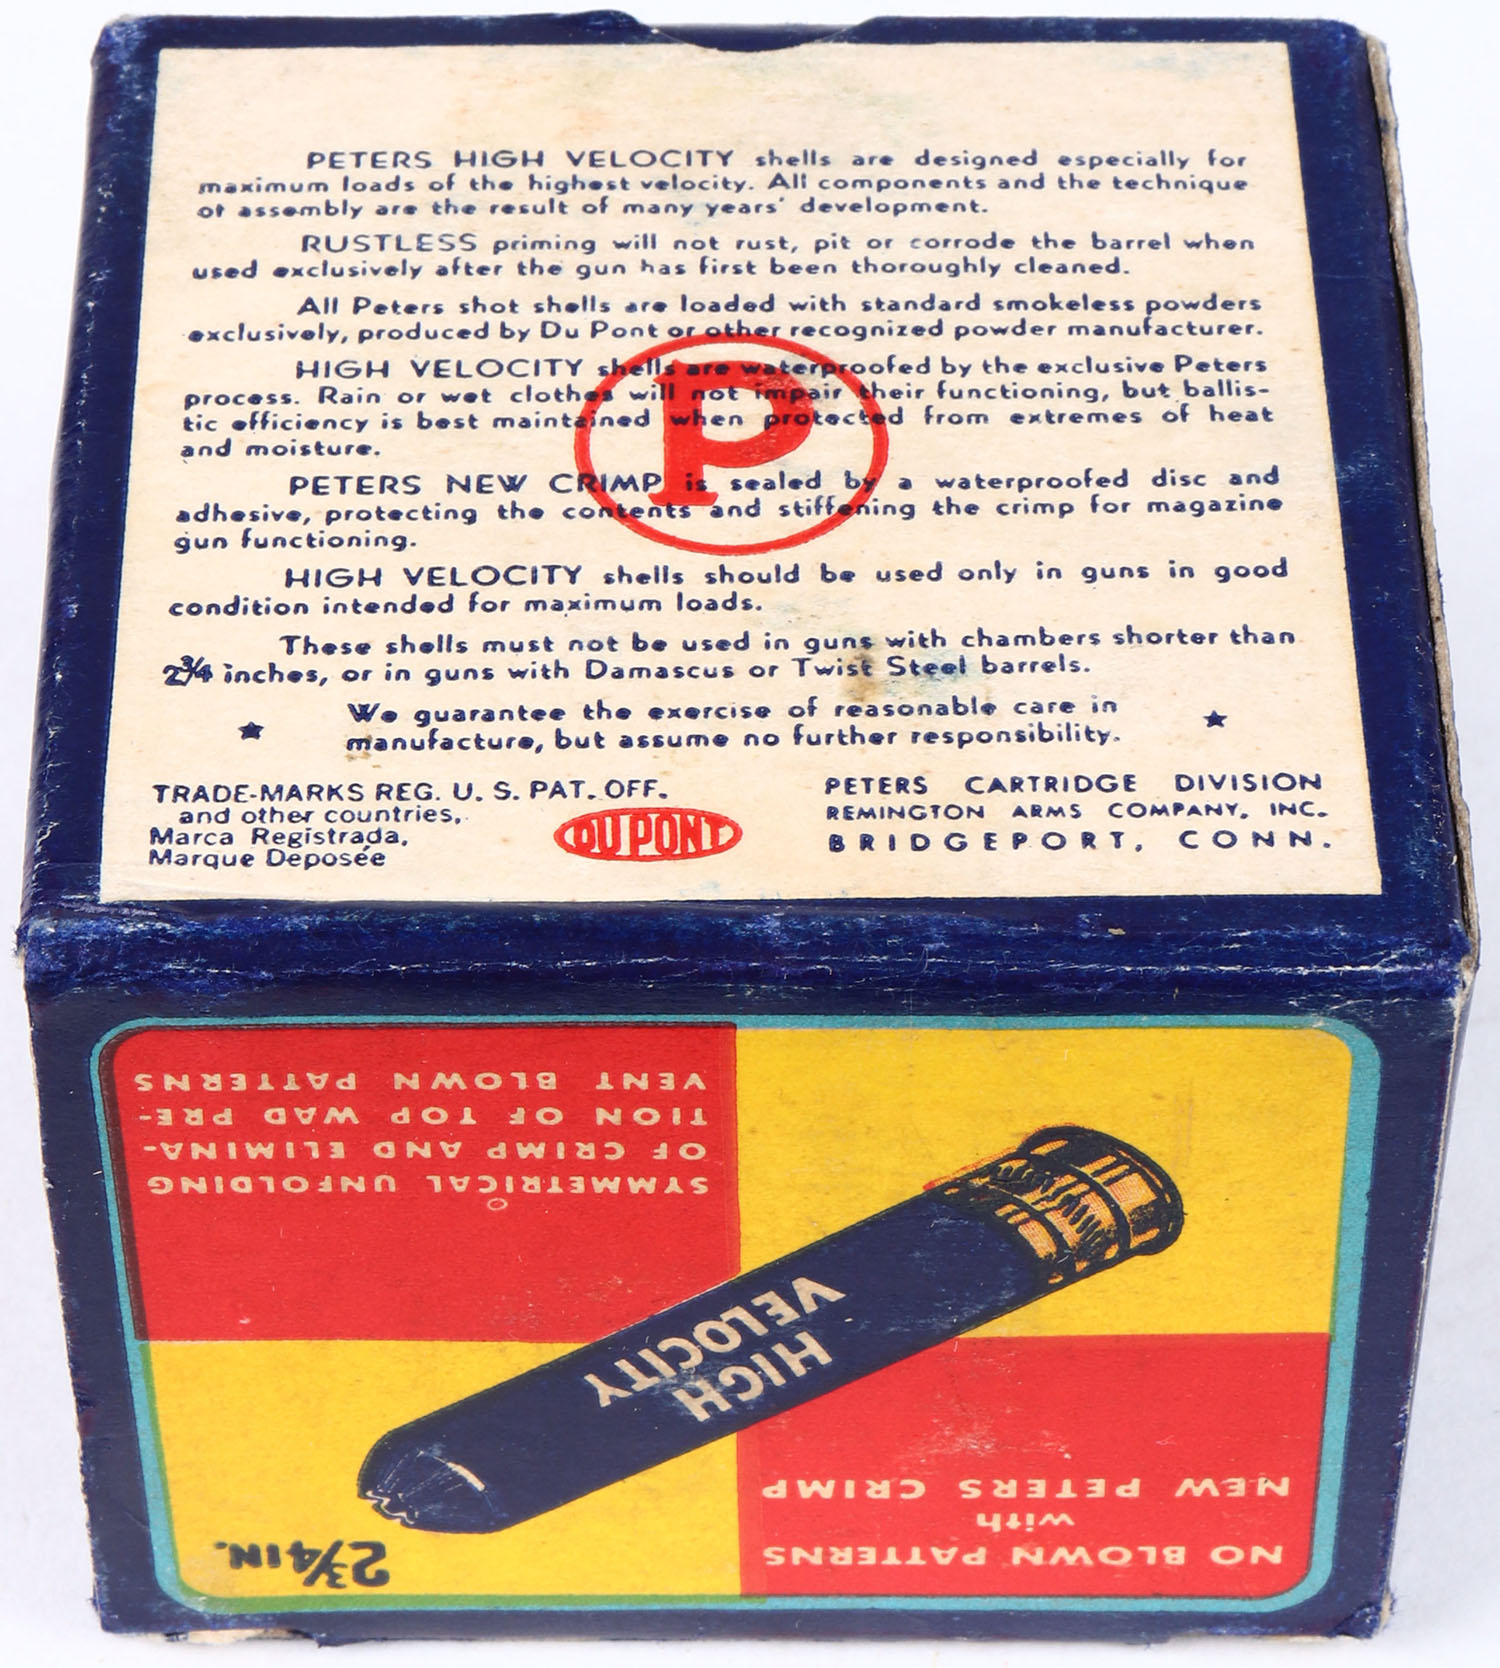 PETERS HIGH VELOCITY shells are designed especially for
maximum loads of the highest velocity. All components and the technique
of assembly are the result of many years' development.
RUSTLESS priming will not rust, pit or corrode the barrel when
used exclusively after the gun has first been thoroughly cleaned.
All Peters shot shells are loaded with standard smokeless powders
exclusively, produced by Du Pont or other recognized powder manufacturer.
HIGH VELOCITY shells are waterproofed by the exclusive Peters
process. Rain or wet clothes will not impair their functioning, but ballis-
tic efficiency is best maintained when protected from extremes of heat
and moisture.
P
PETERS NEW CRIMP is sealed by a waterproofed disc and
adhesive, protecting the contents and stiffening the crimp for magazine
gun functioning.
HIGH VELOCITY shells should be used only in guns in good
condition intended for maximum loads.
These shells must not be used in guns with chambers shorter than
2¾ inches, or in guns with Damascus or Twist Steel barrels.
★ We guarantee the exercise of reasonable care in ★
manufacture, but assume no further responsibility.
TRADE-MARKS REG. U. S. PAT. OFF.
and other countries,
Marca Registrada,
Marque Deposée
DU PONT
PETERS CARTRIDGE DIVISION
REMINGTON ARMS COMPANY, INC.
BRIDGEPORT, CONN.
NO BLOWN PATTERNS
with
NEW PETERS CRIMP
2¾ IN.
HIGH
VELOCITY
SYMMETRICAL UNFOLDING
OF CRIMP AND ELIMINA-
TION OF TOP WAD PRE-
VENT BLOWN PATTERNS